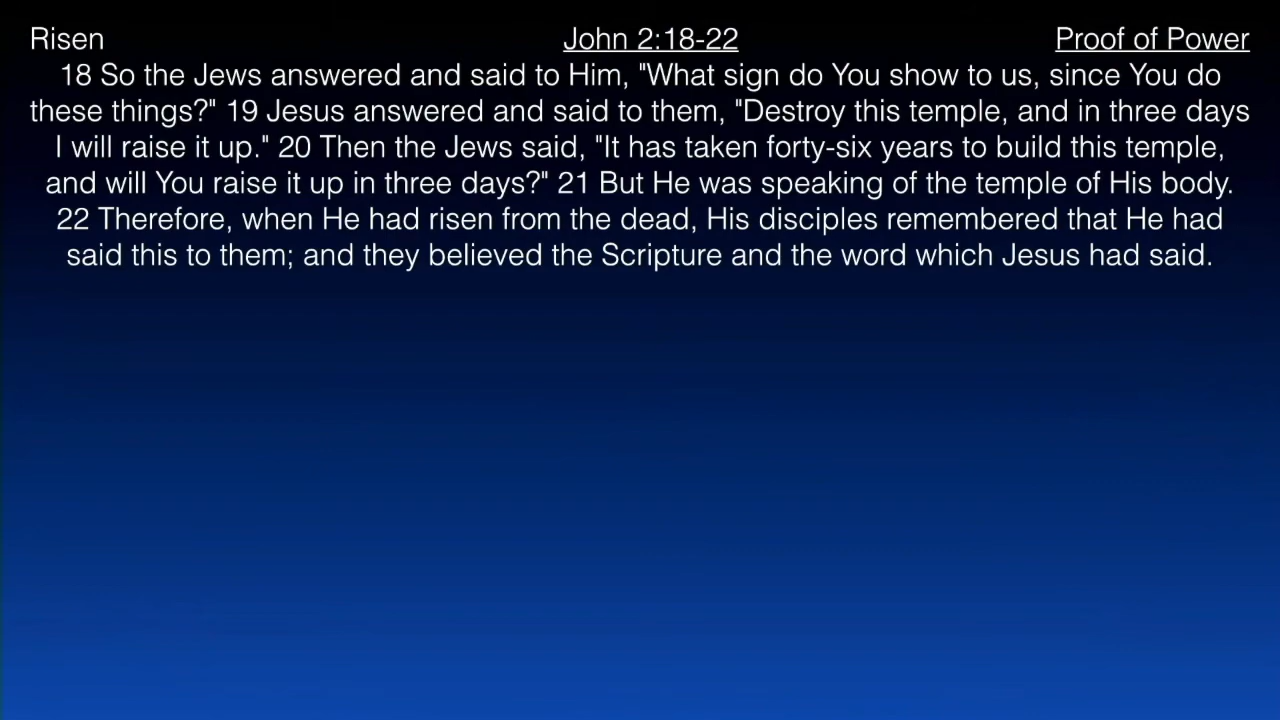 Risen John 2:18-22 Proof of Power
18 So the Jews answered and said to Him, "What sign do You show to us, since You do
these things?" 19 Jesus answered and said to them, "Destroy this temple, and in three days
I will raise it up." 20 Then the Jews said, "It has taken forty-six years to build this temple,
and will You raise it up in three days?" 21 But He was speaking of the temple of His body.
22 Therefore, when He had risen from the dead, His disciples remembered that He had
said this to them; and they believed the Scripture and the word which Jesus had said.